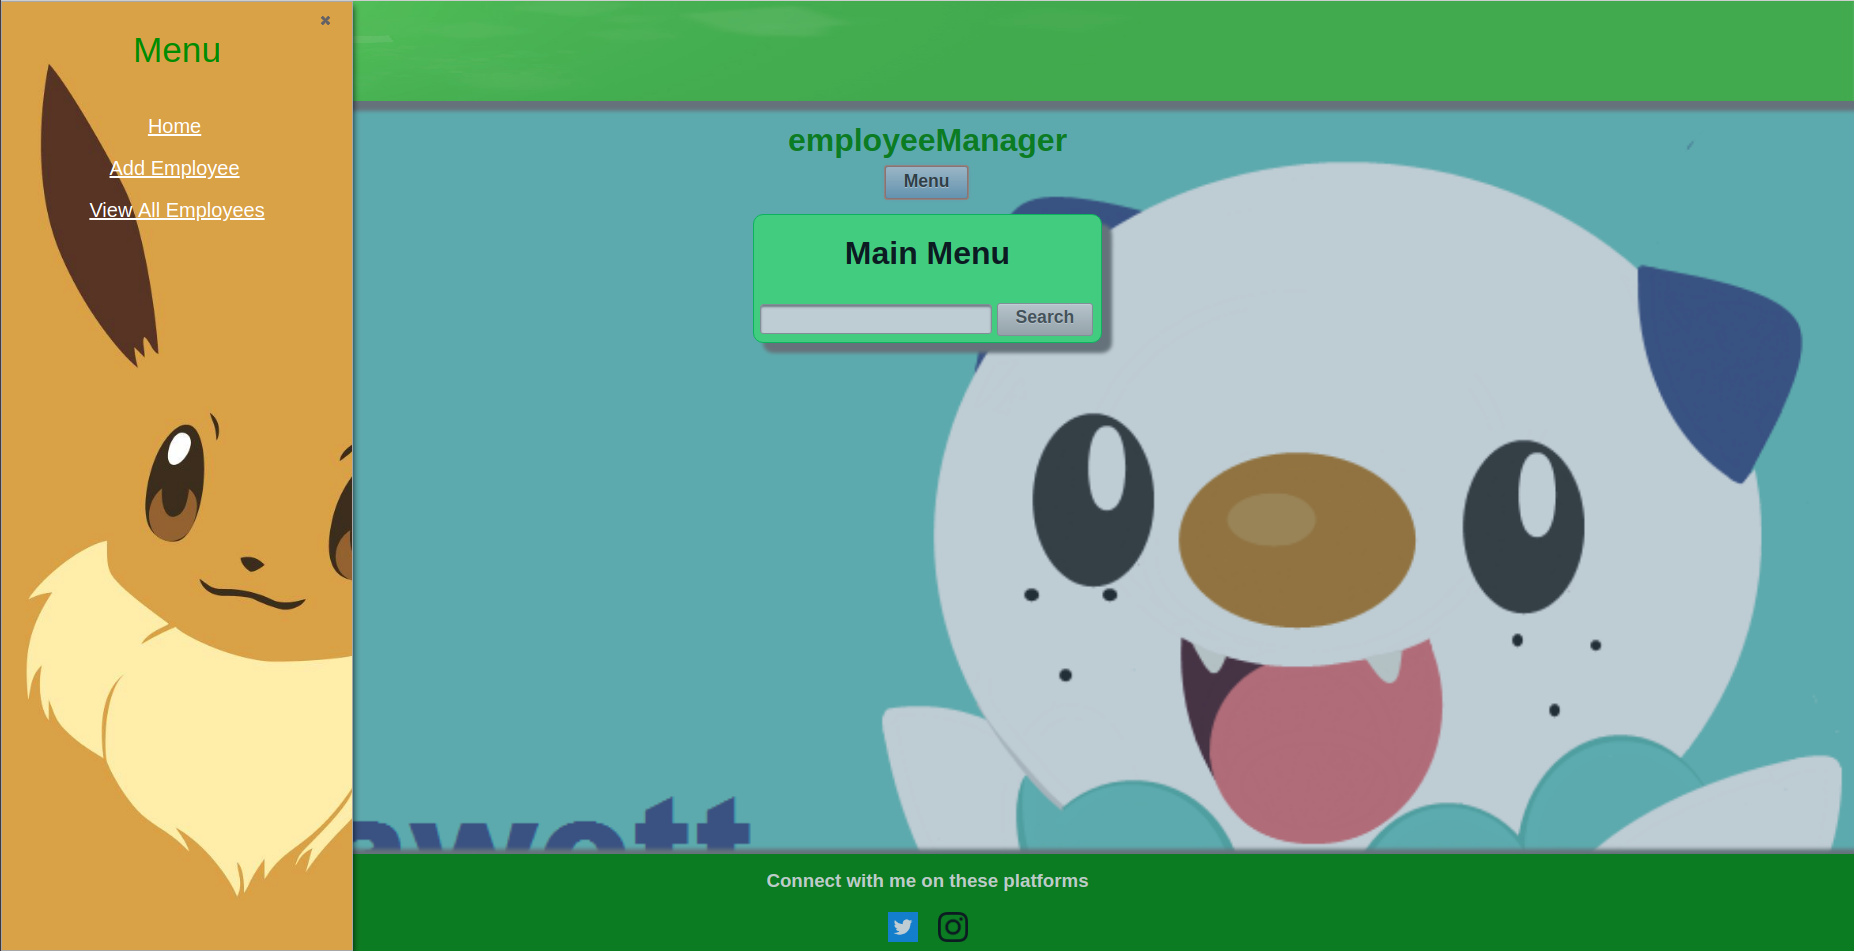 Menu
Home
Add Employee
View All Employees
employeeManager
Menu
Main Menu
Search
Connect with me on these platforms